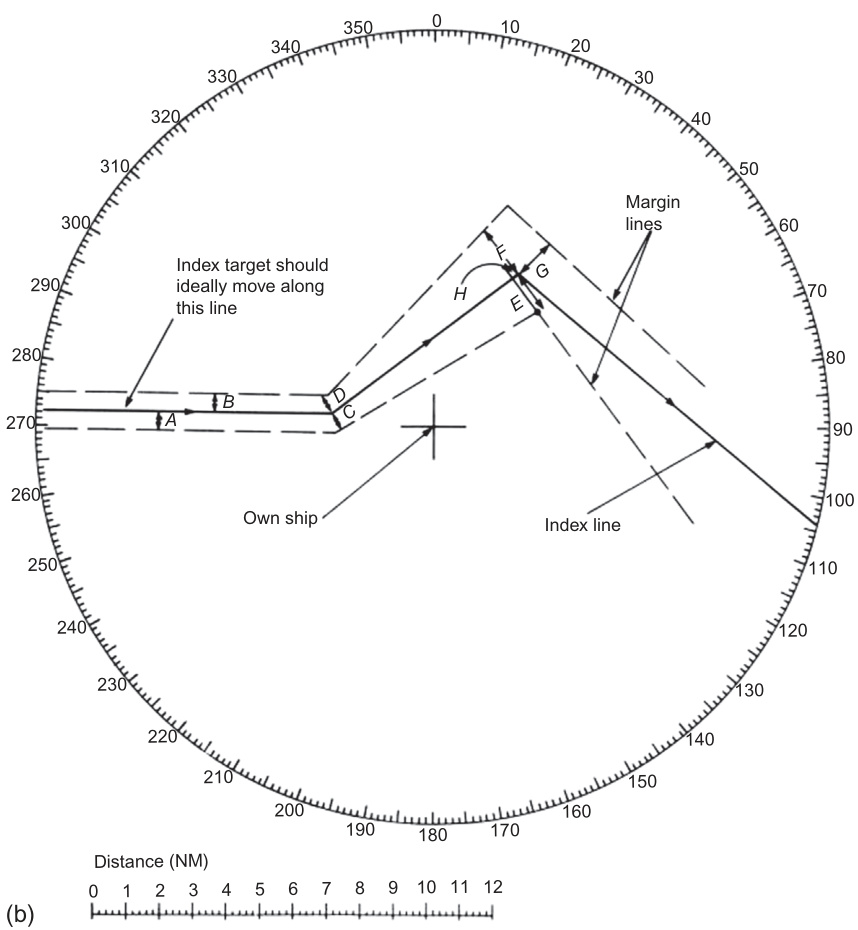 0
10
20
30
40
50
60
70
80
90
100
110
120
130
140
150
160
170
180
190
200
210
220
230
240
250
260
270
280
290
300
310
320
330
340
350
Margin
lines
Index target should
ideally move along
this line
F
G
H
E
D
B
C
A
Own ship
Index line
Distance (NM)
0 1 2 3 4 5 6 7 8 9 10 11 12
(b)